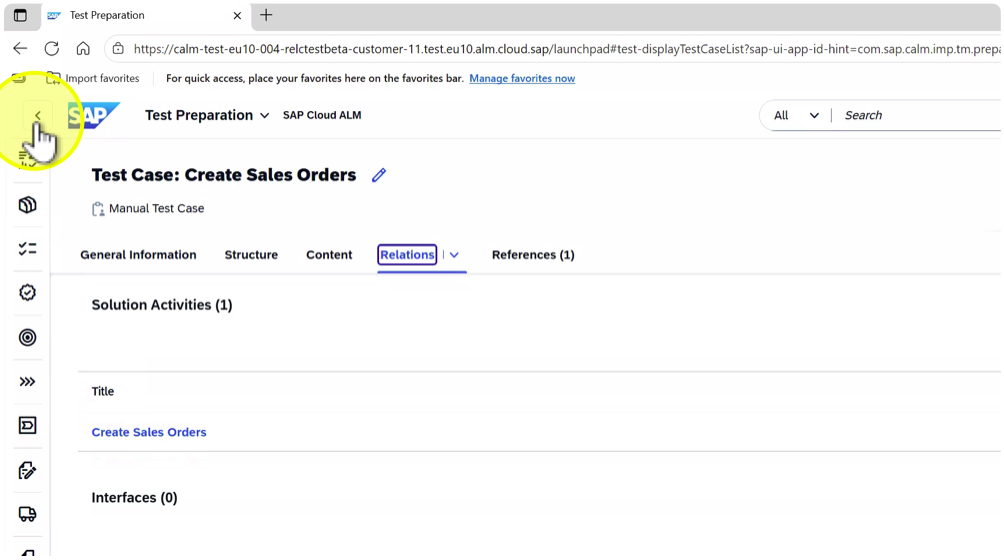 Test Preparation
https://calm-test-eu10-004-relctestbeta-customer-11.test.eu10.alm.cloud.sap/launchpad#test-displayTestCaseList?sap-ui-app-id-hint=com.sap.calm.imp.tm.prepa
Import favorites
For quick access, place your favorites here on the favorites bar. Manage favorites now
SAP Test Preparation SAP Cloud ALM All Search
Test Case: Create Sales Orders
Manual Test Case
General Information Structure Content Relations References (1)
Solution Activities (1)
Title
Create Sales Orders
Interfaces (0)